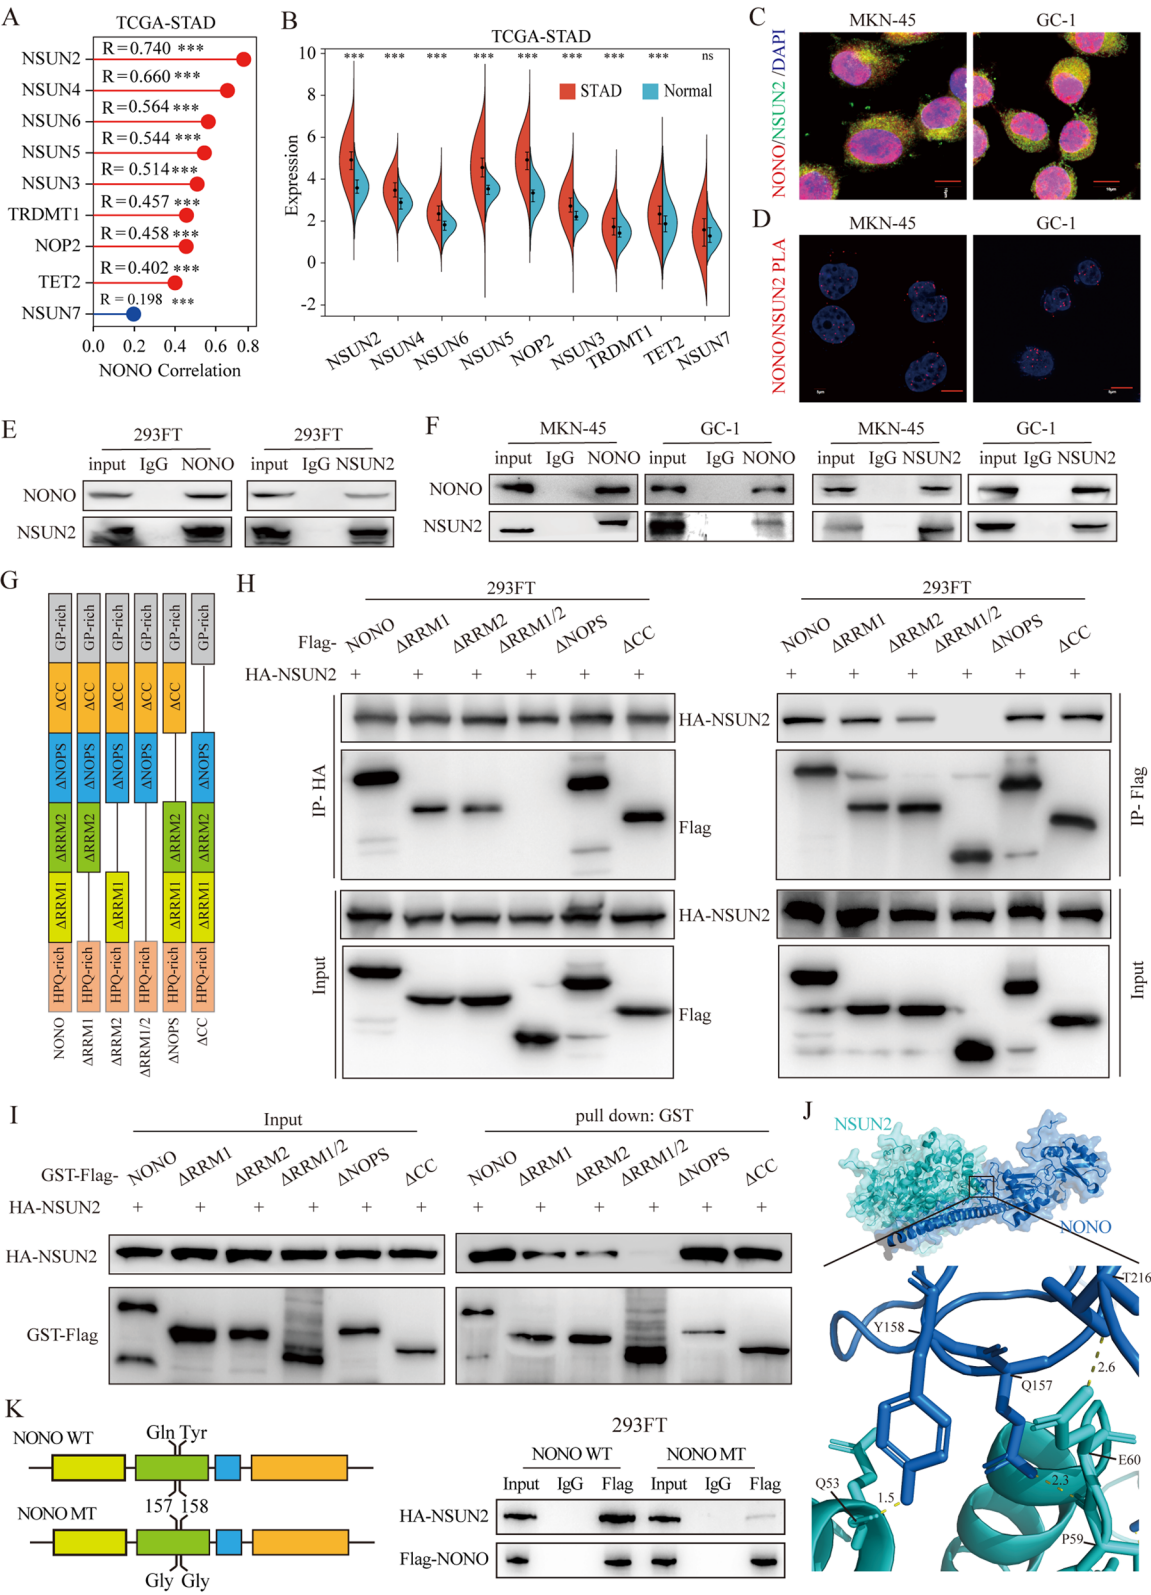 A
TCGA-STAD
NSUN2 R=0.740 ***
NSUN4 R=0.660 ***
NSUN6 R=0.564 ***
NSUN5 R=0.544 ***
NSUN3 R=0.514 ***
TRDMT1 R=0.457 ***
NOP2 R=0.458 ***
TET2 R=0.402 ***
NSUN7 R=0.198 ***
0.0 0.2 0.4 0.6 0.8
NONO Correlation
B
TCGA-STAD
*** *** *** *** *** *** *** *** ns
STAD Normal
Expression
10
8
6
4
2
0
-2
NSUN2 NSUN4 NSUN6 NSUN5 NOP2 NSUN3 TRDMT1 TET2 NSUN7
C
MKN-45 GC-1
NONO/NSUN2/DAPI
D
MKN-45 GC-1
NONO/NSUN2 PLA
E
293FT 293FT
input IgG NONO input IgG NSUN2
NONO
NSUN2
F
MKN-45 GC-1 MKN-45 GC-1
input IgG NONO input IgG NONO input IgG NSUN2 input IgG NSUN2
NONO
NSUN2
G
GP-rich GP-rich GP-rich GP-rich GP-rich GP-rich
ΔCC ΔCC ΔCC ΔCC ΔCC
ΔNOPS ΔNOPS ΔNOPS ΔNOPS ΔNOPS
ΔRRM2 ΔRRM2 ΔRRM2 ΔRRM2
ΔRRM1 ΔRRM1 ΔRRM1 ΔRRM1
HPQ-rich HPQ-rich HPQ-rich HPQ-rich HPQ-rich HPQ-rich
NONO ΔRRM1 ΔRRM2 ΔRRM1/2 ΔNOPS ΔCC
H
293FT 293FT
Flag- NONO ΔRRM1 ΔRRM2 ΔRRM1/2 ΔNOPS ΔCC NONO ΔRRM1 ΔRRM2 ΔRRM1/2 ΔNOPS ΔCC
HA-NSUN2 + + + + + + + + + + + +
IP- HA
HA-NSUN2
Flag
IP- Flag
Input
HA-NSUN2
Flag
Input
I
Input pull down: GST
GST-Flag- NONO ΔRRM1 ΔRRM2 ΔRRM1/2 ΔNOPS ΔCC NONO ΔRRM1 ΔRRM2 ΔRRM1/2 ΔNOPS ΔCC
HA-NSUN2 + + + + + + + + + + + +
HA-NSUN2
GST-Flag
J
NSUN2
NONO
T216
Y158
2.6
Q157
E60
Q53
1.5
2.3
P59
K
Gln Tyr
NONO WT
157 158
NONO MT
Gly Gly
293FT
NONO WT NONO MT
Input IgG Flag Input IgG Flag
HA-NSUN2
Flag-NONO